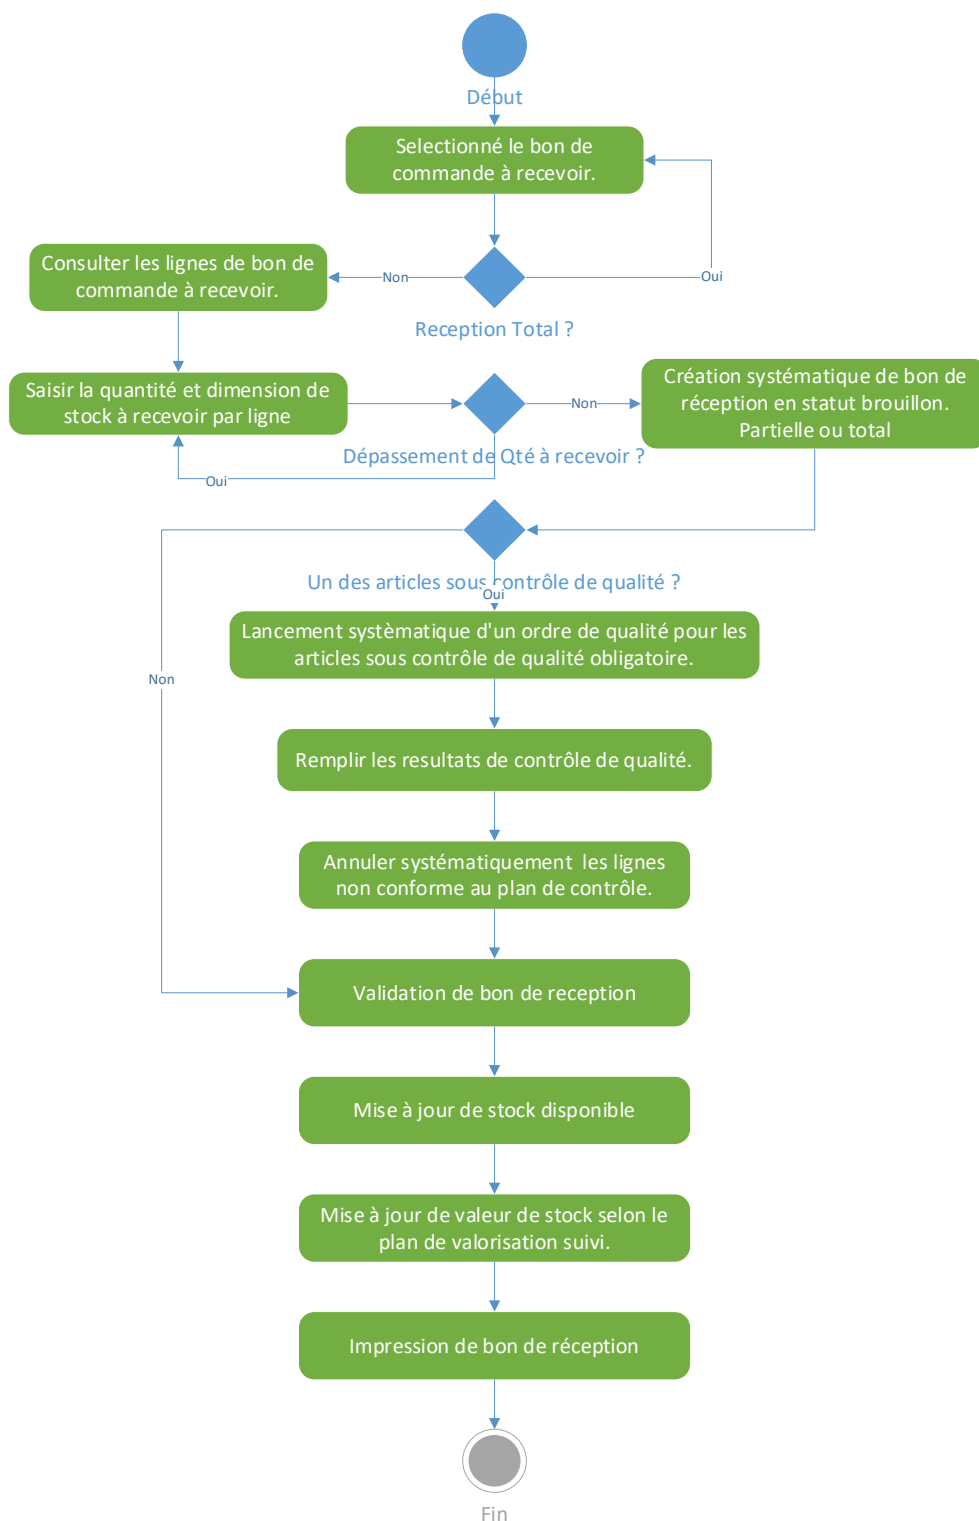 Début
Selectionné le bon de
commande à recevoir.
Consulter les lignes de bon de
commande à recevoir.
Non
Oui
Reception Total ?
Saisir la quantité et dimension de
stock à recevoir par ligne
Non
Création systématique de bon de
réception en statut brouillon.
Partielle ou total
Dépassement de Qté à recevoir ?
Oui
Un des articles sous contrôle de qualité ?
Oui
Lancement systèmatique d'un ordre de qualité pour les
articles sous contrôle de qualité obligatoire.
Non
Remplir les resultats de contrôle de qualité.
Annuler systématiquement  les lignes
non conforme au plan de contrôle.
Validation de bon de reception
Mise à jour de stock disponible
Mise à jour de valeur de stock selon le
plan de valorisation suivi.
Impression de bon de réception
Fin